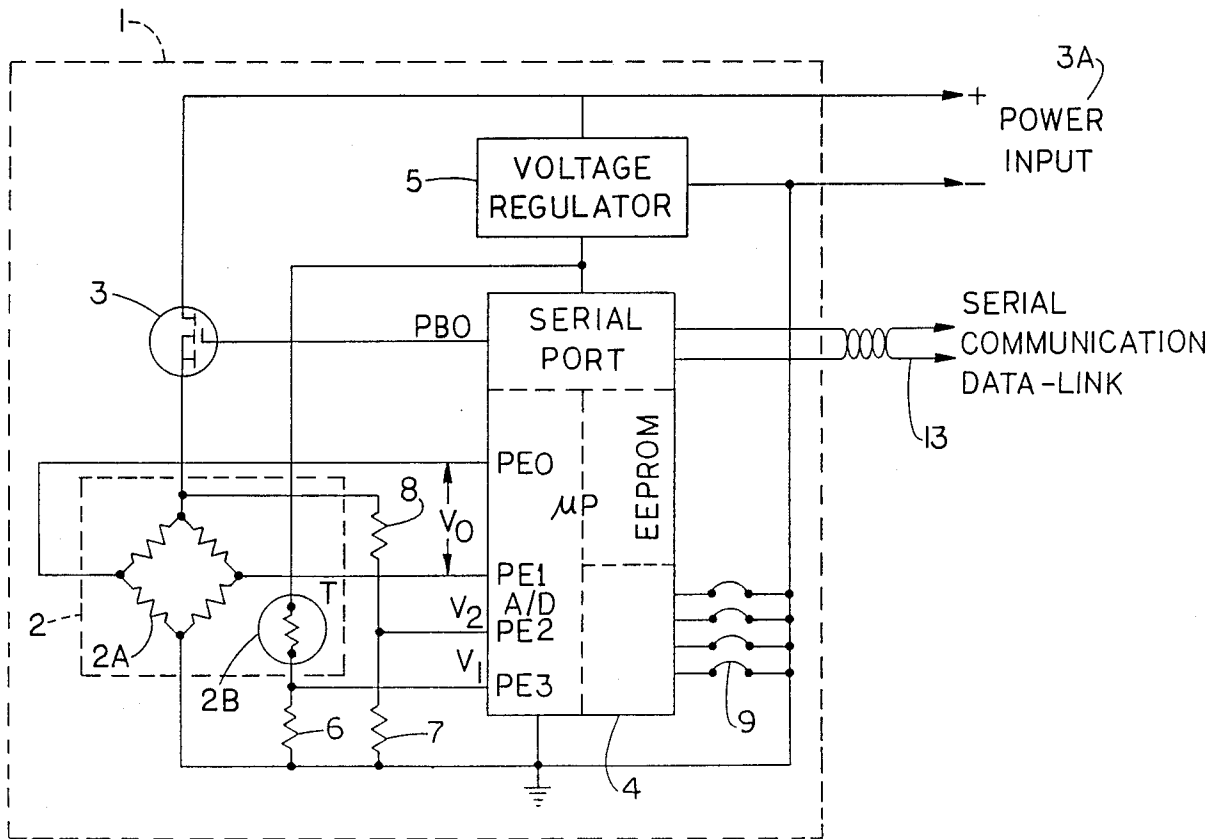 1
3A
+
POWER
INPUT
−
VOLTAGE
REGULATOR
5
3
PBO
SERIAL
PORT
SERIAL
COMMUNICATION
DATA-LINK
13
PE0
EEPROM
μP
8
V0
PE1
A/D
T
V2
PE2
2
2A
2B
V1
PE3
6
7
4
9